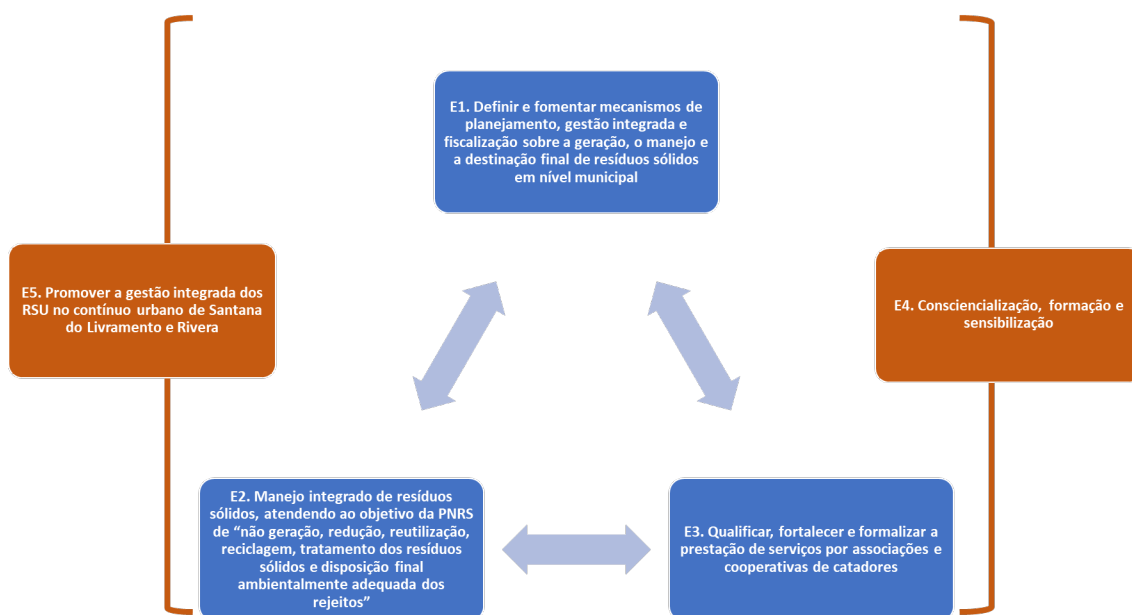 E1. Definir e fomentar mecanismos de
planejamento, gestão integrada e
fiscalização sobre a geração, o manejo e
a destinação final de resíduos sólidos
em nível municipal
E5. Promover a gestão integrada dos
RSU no contínuo urbano de Santana
do Livramento e Rivera
E4. Consciencialização, formação e
sensibilização
E2. Manejo integrado de resíduos
sólidos, atendendo ao objetivo da PNRS
de “não geração, redução, reutilização,
reciclagem, tratamento dos resíduos
sólidos e disposição final
ambientalmente adequada dos
rejeitos”
E3. Qualificar, fortalecer e formalizar a
prestação de serviços por associações e
cooperativas de catadores